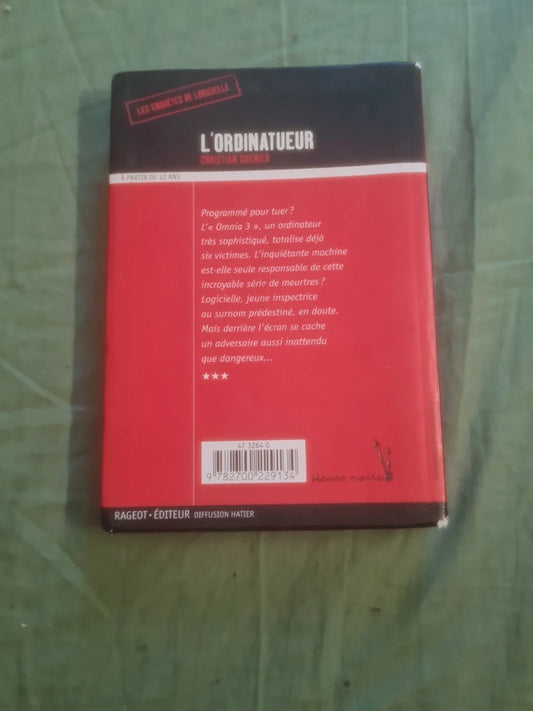 LES ENQUÊTES DE LOGICIELLE
L'ORDINATUEUR
CHRISTIAN GRENIER
À PARTIR DE 12 ANS
Programmé pour tuer ?
L'« Omnia 3 », un ordinateur
très sophistiqué, totalise déjà
six victimes. L'inquiétante machine
est-elle seule responsable de cette
incroyable série de meurtres ?
Logicielle, jeune inspectrice
au surnom prédestiné, en doute.
Mais derrière l'écran se cache
un adversaire aussi inattendu
que dangereux...
★★★
47 3264 0
9 782700 229134
Heure noire
RAGEOT • ÉDITEUR DIFFUSION HATIER